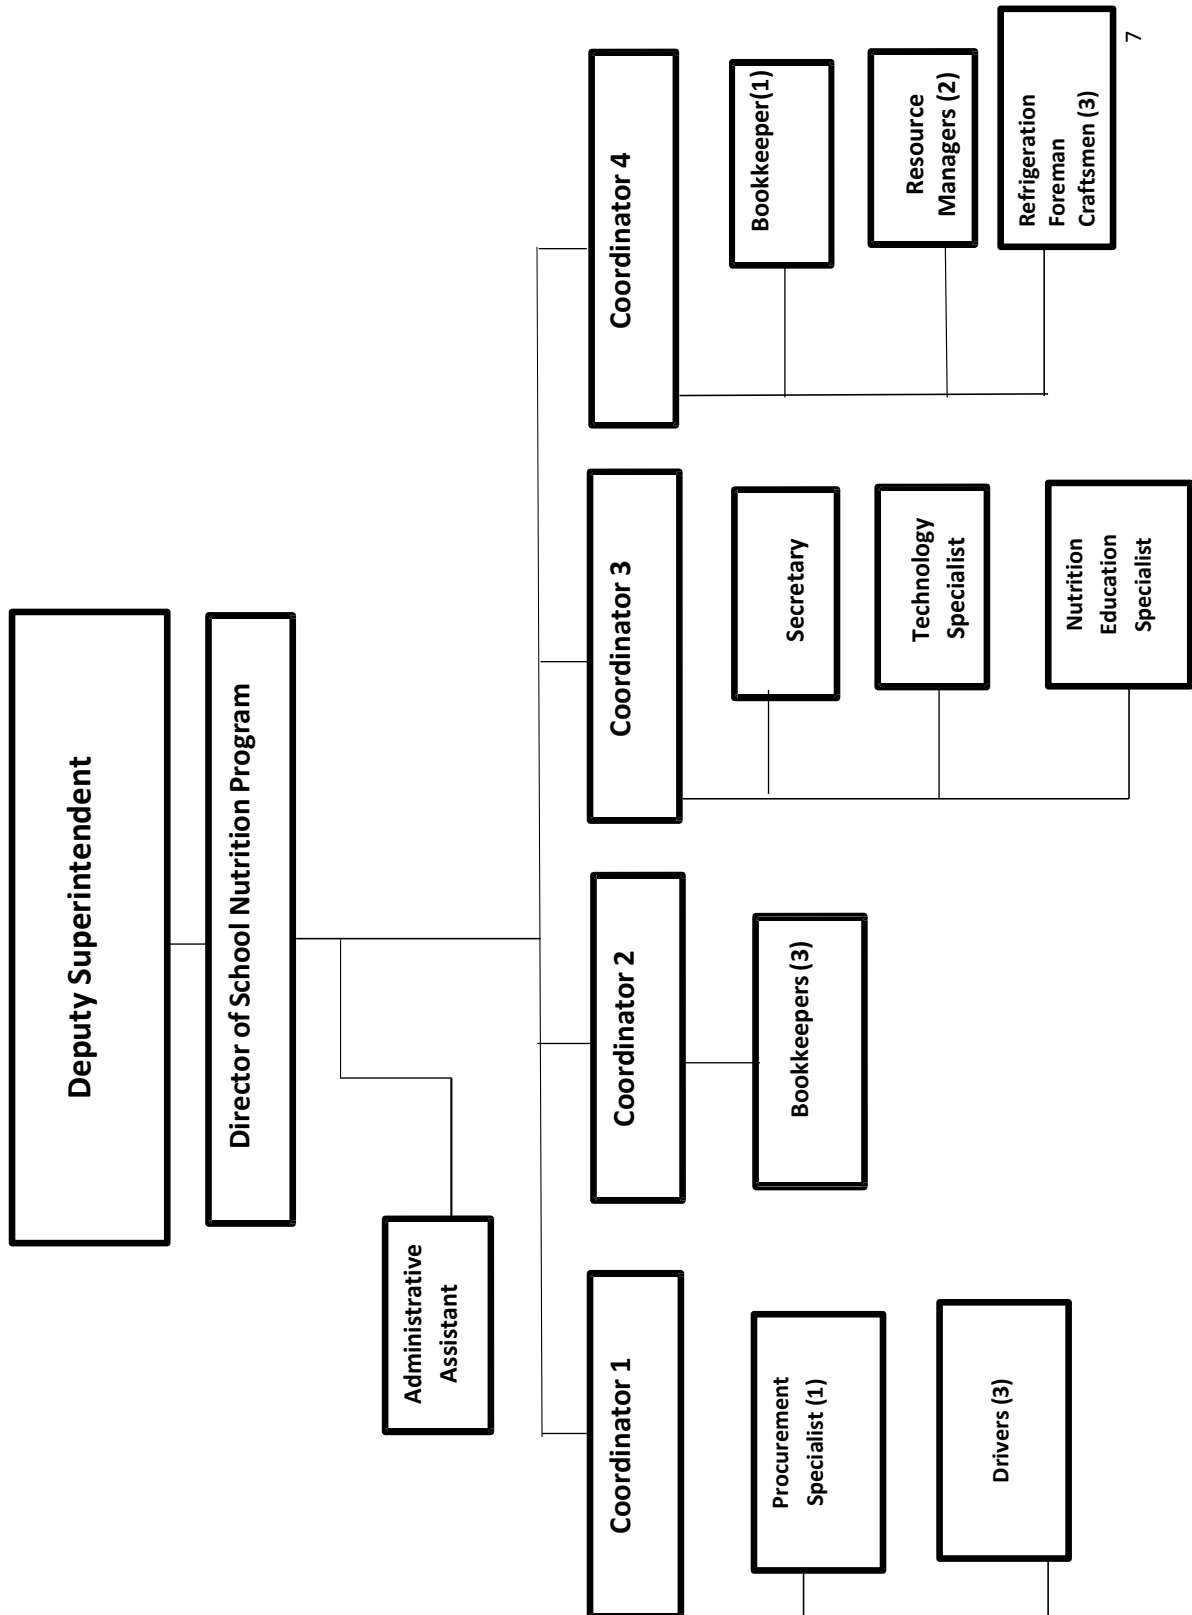 Deputy Superintendent
Director of School Nutrition Program
Administrative
Assistant
Coordinator 1
Procurement
Specialist (1)
Drivers (3)
Coordinator 2
Bookkeepers (3)
Coordinator 3
Secretary
Technology
Specialist
Nutrition
Education
Specialist
Coordinator 4
Bookkeeper(1)
Resource
Managers (2)
Refrigeration
Foreman
Craftsmen (3)
7